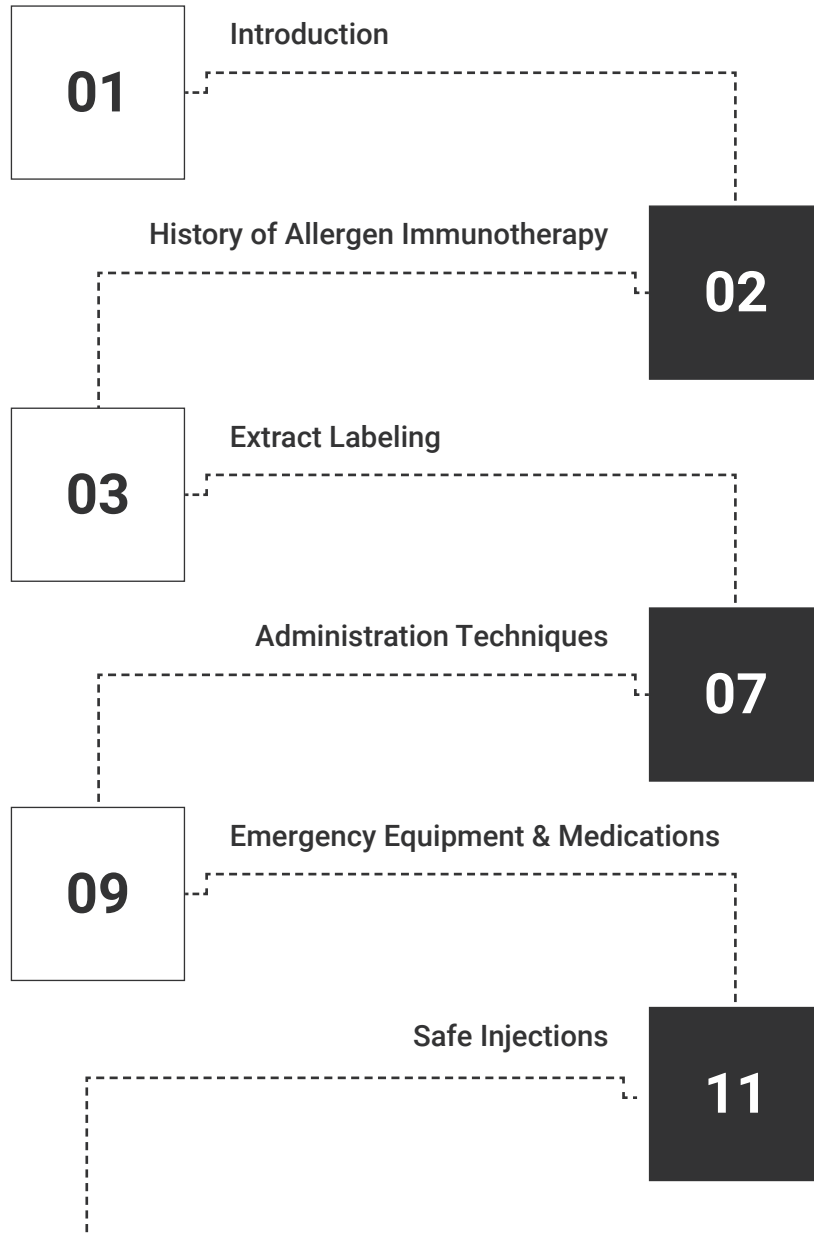 Introduction
01
History of Allergen Immunotherapy
02
Extract Labeling
03
Administration Techniques
07
Emergency Equipment & Medications
09
Safe Injections
11